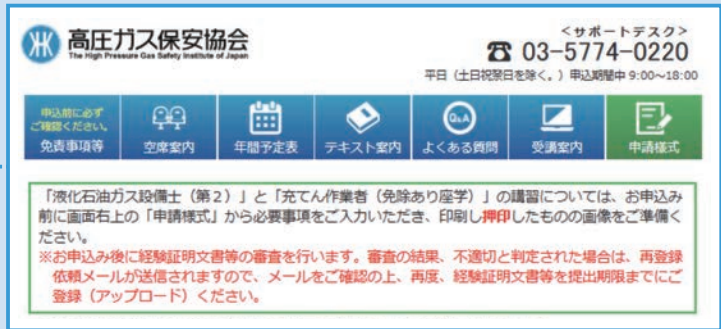 高圧ガス保安協会
The High Pressure Gas Safety Institute of Japan
<サポートデスク>
☎ 03-5774-0220
平日（土日祝祭日を除く。）申込期間中 9:00~18:00
申込前に必ず
ご確認ください。
免責事項等
空席案内
年間予定表
テキスト案内
Q&A
よくある質問
受講案内
申請様式
「液化石油ガス設備士（第２）」と「充てん作業者（免除あり座学）」の講習については、お申込み
前に画面右上の「申請様式」から必要事項をご入力いただき、印刷し押印したものの画像をご準備く
ださい。
※お申込み後に経験証明文書等の審査を行います。審査の結果、不適切と判定された場合は、再登録
依頼メールが送信されますので、メールをご確認の上、再度、経験証明文書等を提出期限までにご
登録（アップロード）ください。